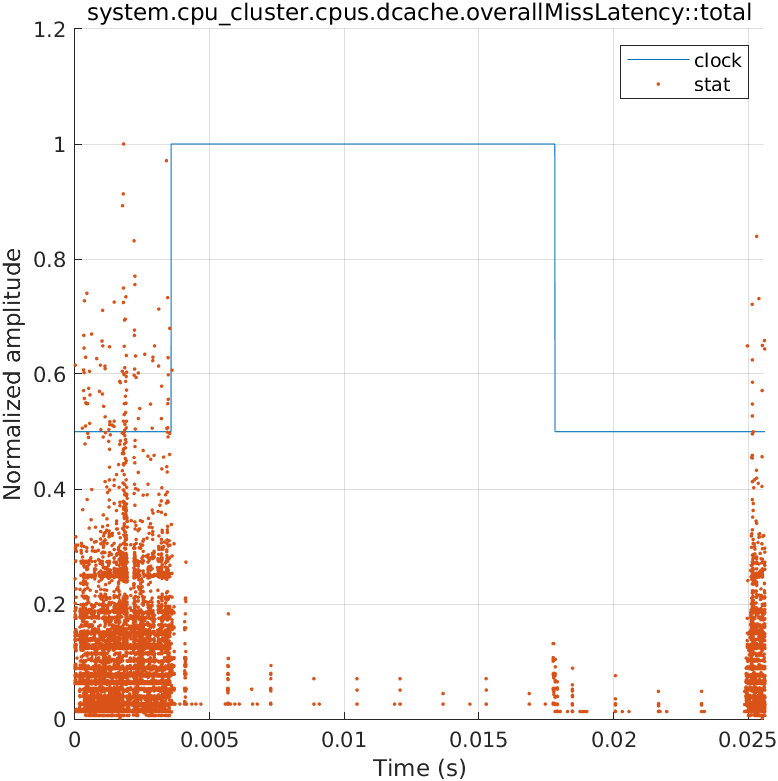 system.cpu_cluster.cpus.dcache.overallMissLatency::total
1.2
1
0.8
0.6
0.4
0.2
0
Normalized amplitude
clock
stat
0 0.005 0.01 0.015 0.02 0.025
Time (s)